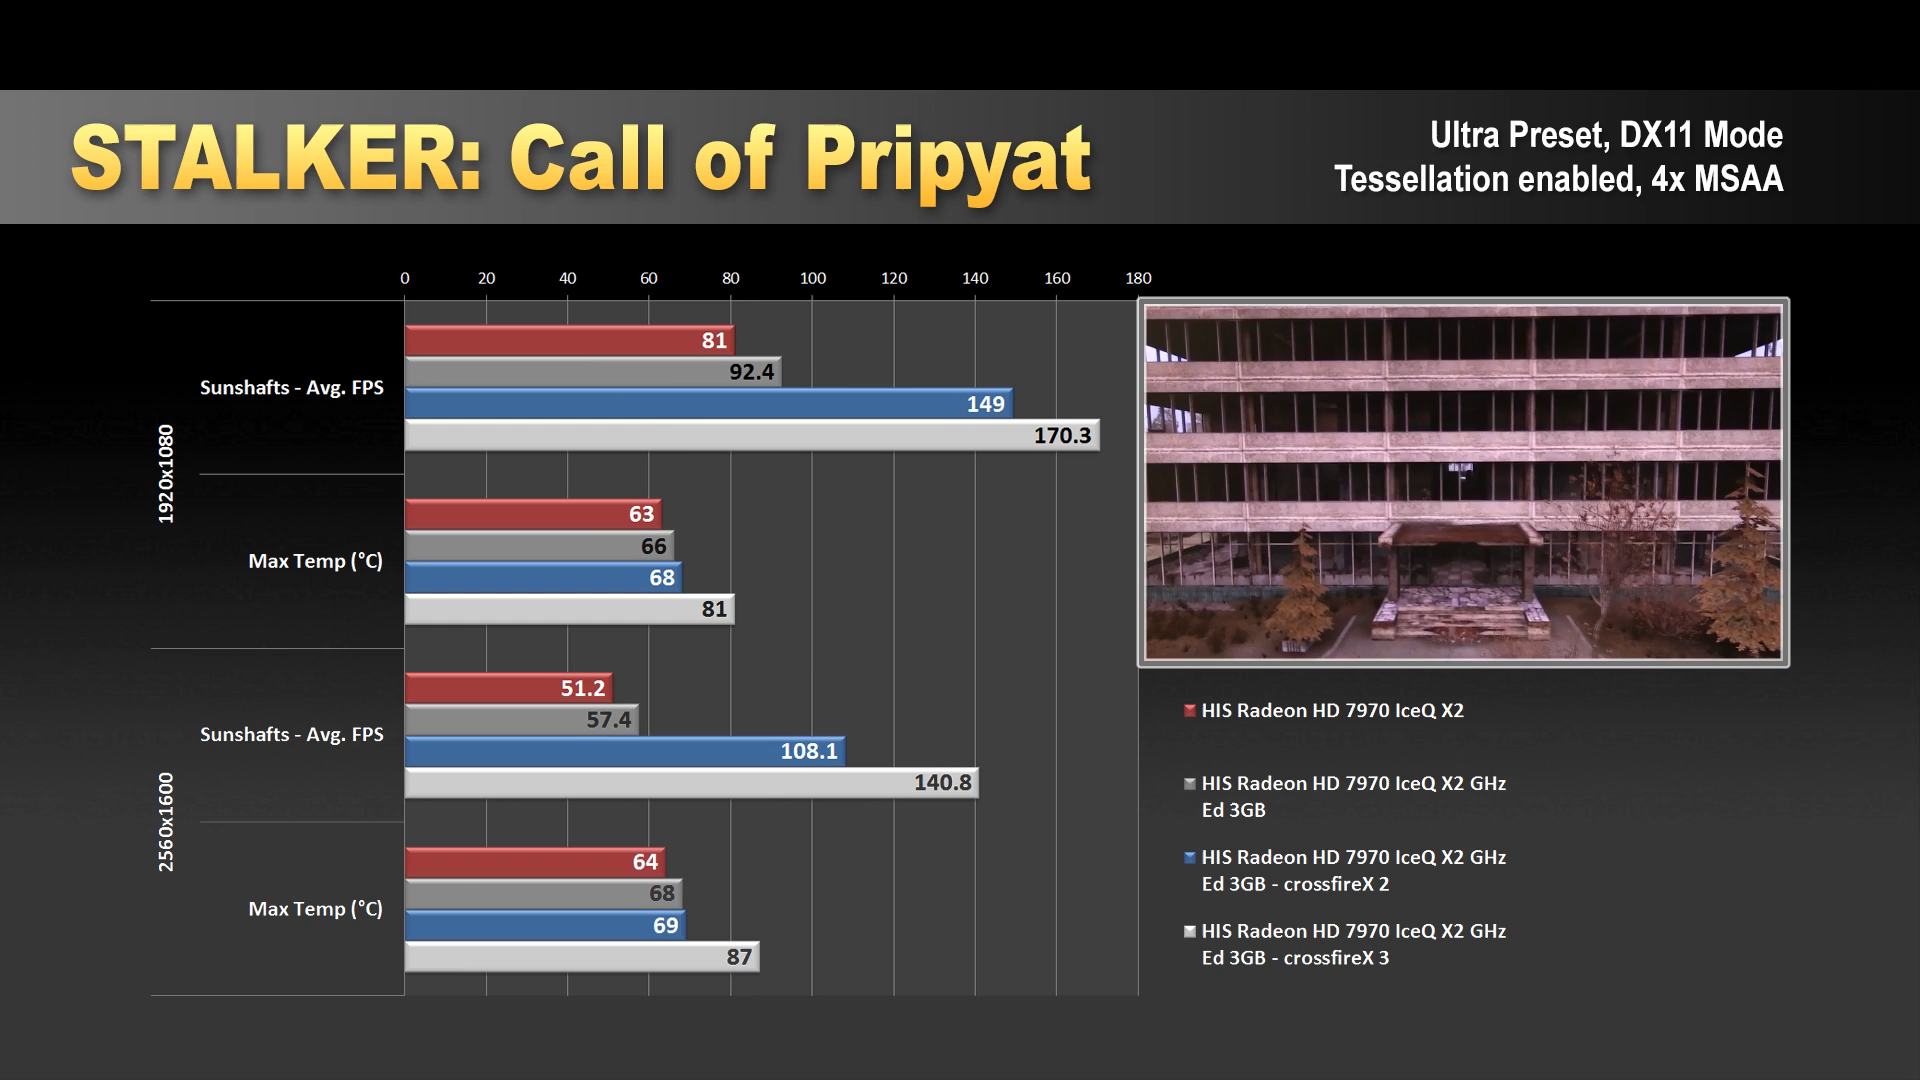 STALKER: Call of Pripyat
Ultra Preset, DX11 Mode
Tessellation enabled, 4x MSAA
0 20 40 60 80 100 120 140 160 180
1920x1080
Sunshafts - Avg. FPS
81
92.4
149
170.3
Max Temp (°C)
63
66
68
81
2560x1600
Sunshafts - Avg. FPS
51.2
57.4
108.1
140.8
Max Temp (°C)
64
68
69
87
HIS Radeon HD 7970 IceQ X2
HIS Radeon HD 7970 IceQ X2 GHz
Ed 3GB
HIS Radeon HD 7970 IceQ X2 GHz
Ed 3GB - crossfireX 2
HIS Radeon HD 7970 IceQ X2 GHz
Ed 3GB - crossfireX 3